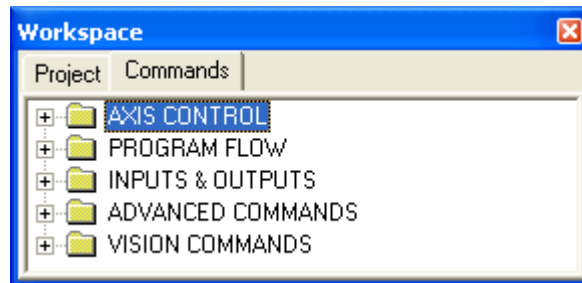 Workspace
Project Commands
AXIS CONTROL
PROGRAM FLOW
INPUTS & OUTPUTS
ADVANCED COMMANDS
VISION COMMANDS